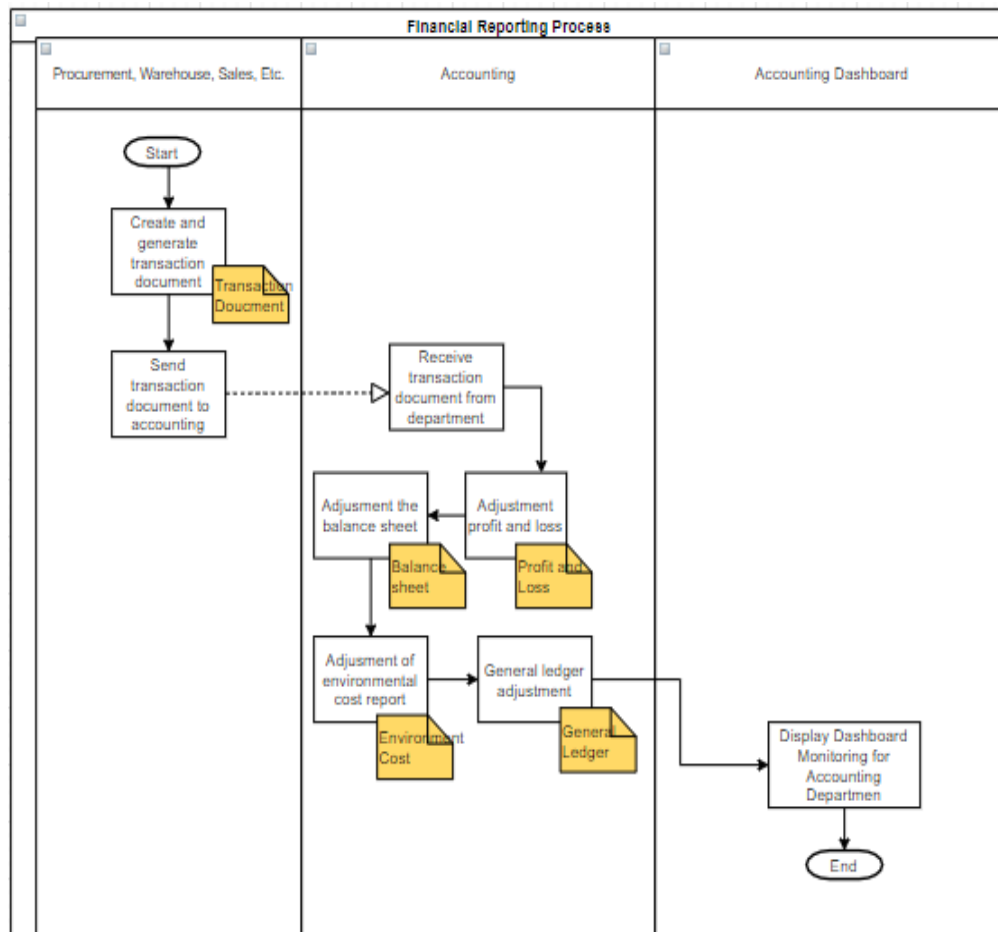 Financial Reporting Process
Procurement, Warehouse, Sales, Etc.
Accounting
Accounting Dashboard
Start
Create and
generate
transaction
document
Transaction
Doucment
Send
transaction
document to
accounting
Receive
transaction
document from
department
Adjusment the
balance sheet
Balance
sheet
Adjustment
profit and loss
Profit and
Loss
Adjusment of
environmental
cost report
Environment
Cost
General ledger
adjustment
General
Ledger
Display Dashboard
Monitoring for
Accounting
Departmen
End